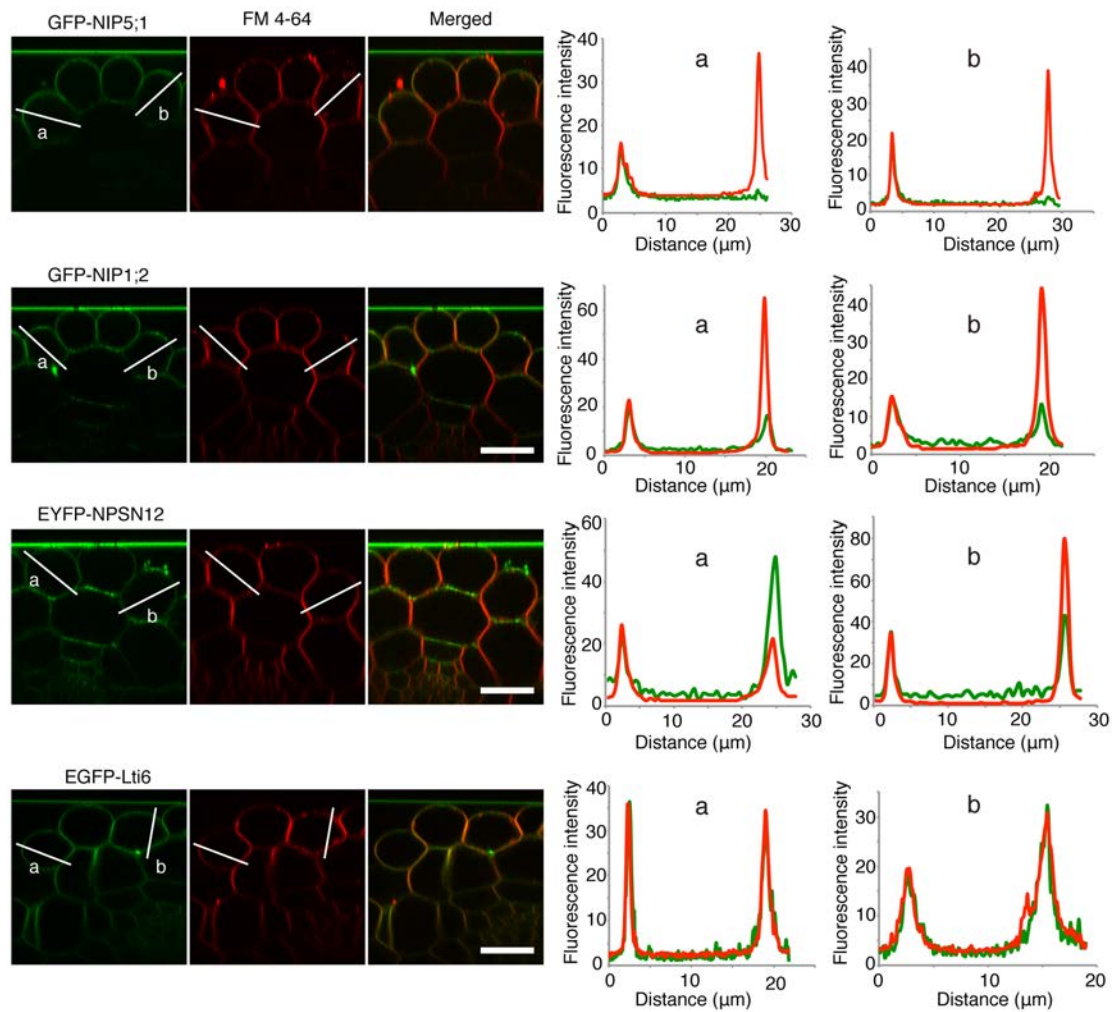 GFP-NIP5;1 FM 4-64 Merged
a
b
a
b
Fluorescence intensity
40
30
20
10
0
0 10 20 30
Distance (µm)
Fluorescence intensity
40
30
20
10
0
0 10 20 30
Distance (µm)
GFP-NIP1;2
a
b
a
b
Fluorescence intensity
60
40
20
0
0 10 20
Distance (µm)
Fluorescence intensity
40
30
20
10
0
0 10 20
Distance (µm)
EYFP-NPSN12
a
b
a
b
Fluorescence intensity
60
40
20
0
0 10 20 30
Distance (µm)
Fluorescence intensity
80
60
40
20
0
0 10 20 30
Distance (µm)
EGFP-Lti6
a
b
a
b
Fluorescence intensity
40
30
20
10
0
0 10 20
Distance (µm)
Fluorescence intensity
40
30
20
10
0
0 10 20
Distance (µm)